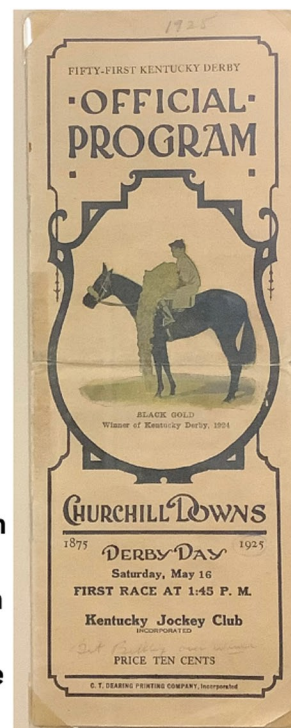 1925
FIFTY-FIRST KENTUCKY DERBY
·OFFICIAL·
PROGRAM
BLACK GOLD
Winner of Kentucky Derby, 1924
CHURCHILL DOWNS
1875 DERBY DAY 1925
Saturday, May 16
FIRST RACE AT 1:45 P. M.
Kentucky Jockey Club
INCORPORATED
PRICE TEN CENTS
C. T. DEARING PRINTING COMPANY, Incorporated